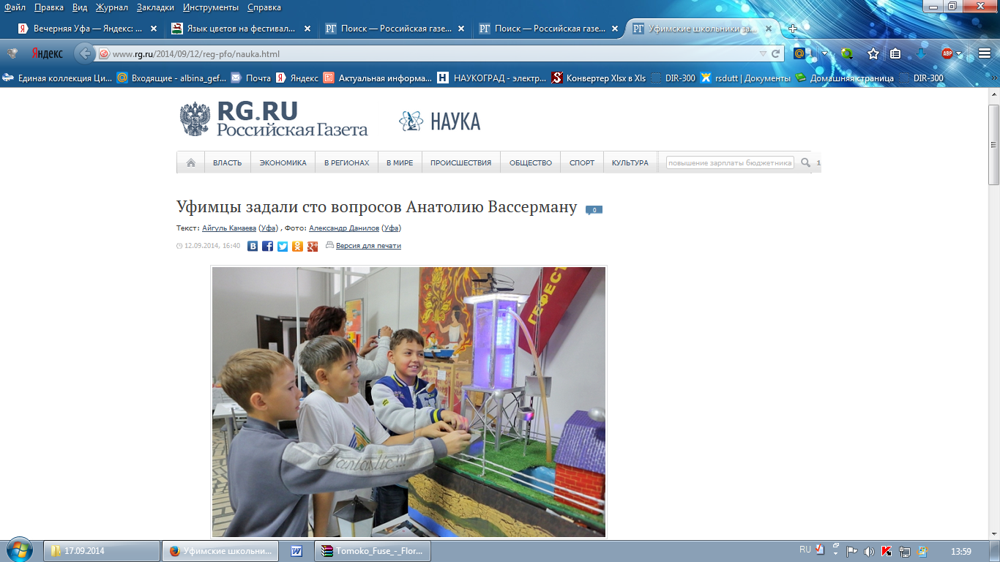 Файл Правка Вид Журнал Закладки Инструменты Справка
Вечерняя Уфа — Яндекс: ... Язык цветов на фестивал... Поиск — Российская газе... Поиск — Российская газе... Уфимские школьники за...
Яндекс www.rg.ru/2014/09/12/reg-pfo/nauka.html 1 ABP
Единая коллекция Ци... Входящие - albina_gef... Почта Яндекс Актуальная информа... НАУКОГРАД - электр... Конвертер Xlsx в Xls DIR-300 rsdutt | Документы Домашняя страница DIR-300 »
RG.RU
Российская Газета
НАУКА
ВЛАСТЬ ЭКОНОМИКА В РЕГИОНАХ В МИРЕ ПРОИСШЕСТВИЯ ОБЩЕСТВО СПОРТ КУЛЬТУРА повышение зарплаты бюджетника 1
Уфимцы задали сто вопросов Анатолию Вассерману 0
Текст: Айгуль Камаева (Уфа) , Фото: Александр Данилов (Уфа)
12.09.2014, 16:40 Версия для печати
ГЕФЕСТ
Fantastic!!!
17.09.2014 Уфимские школьни... Tomoko_Fuse_-_Flor... RU 13:59